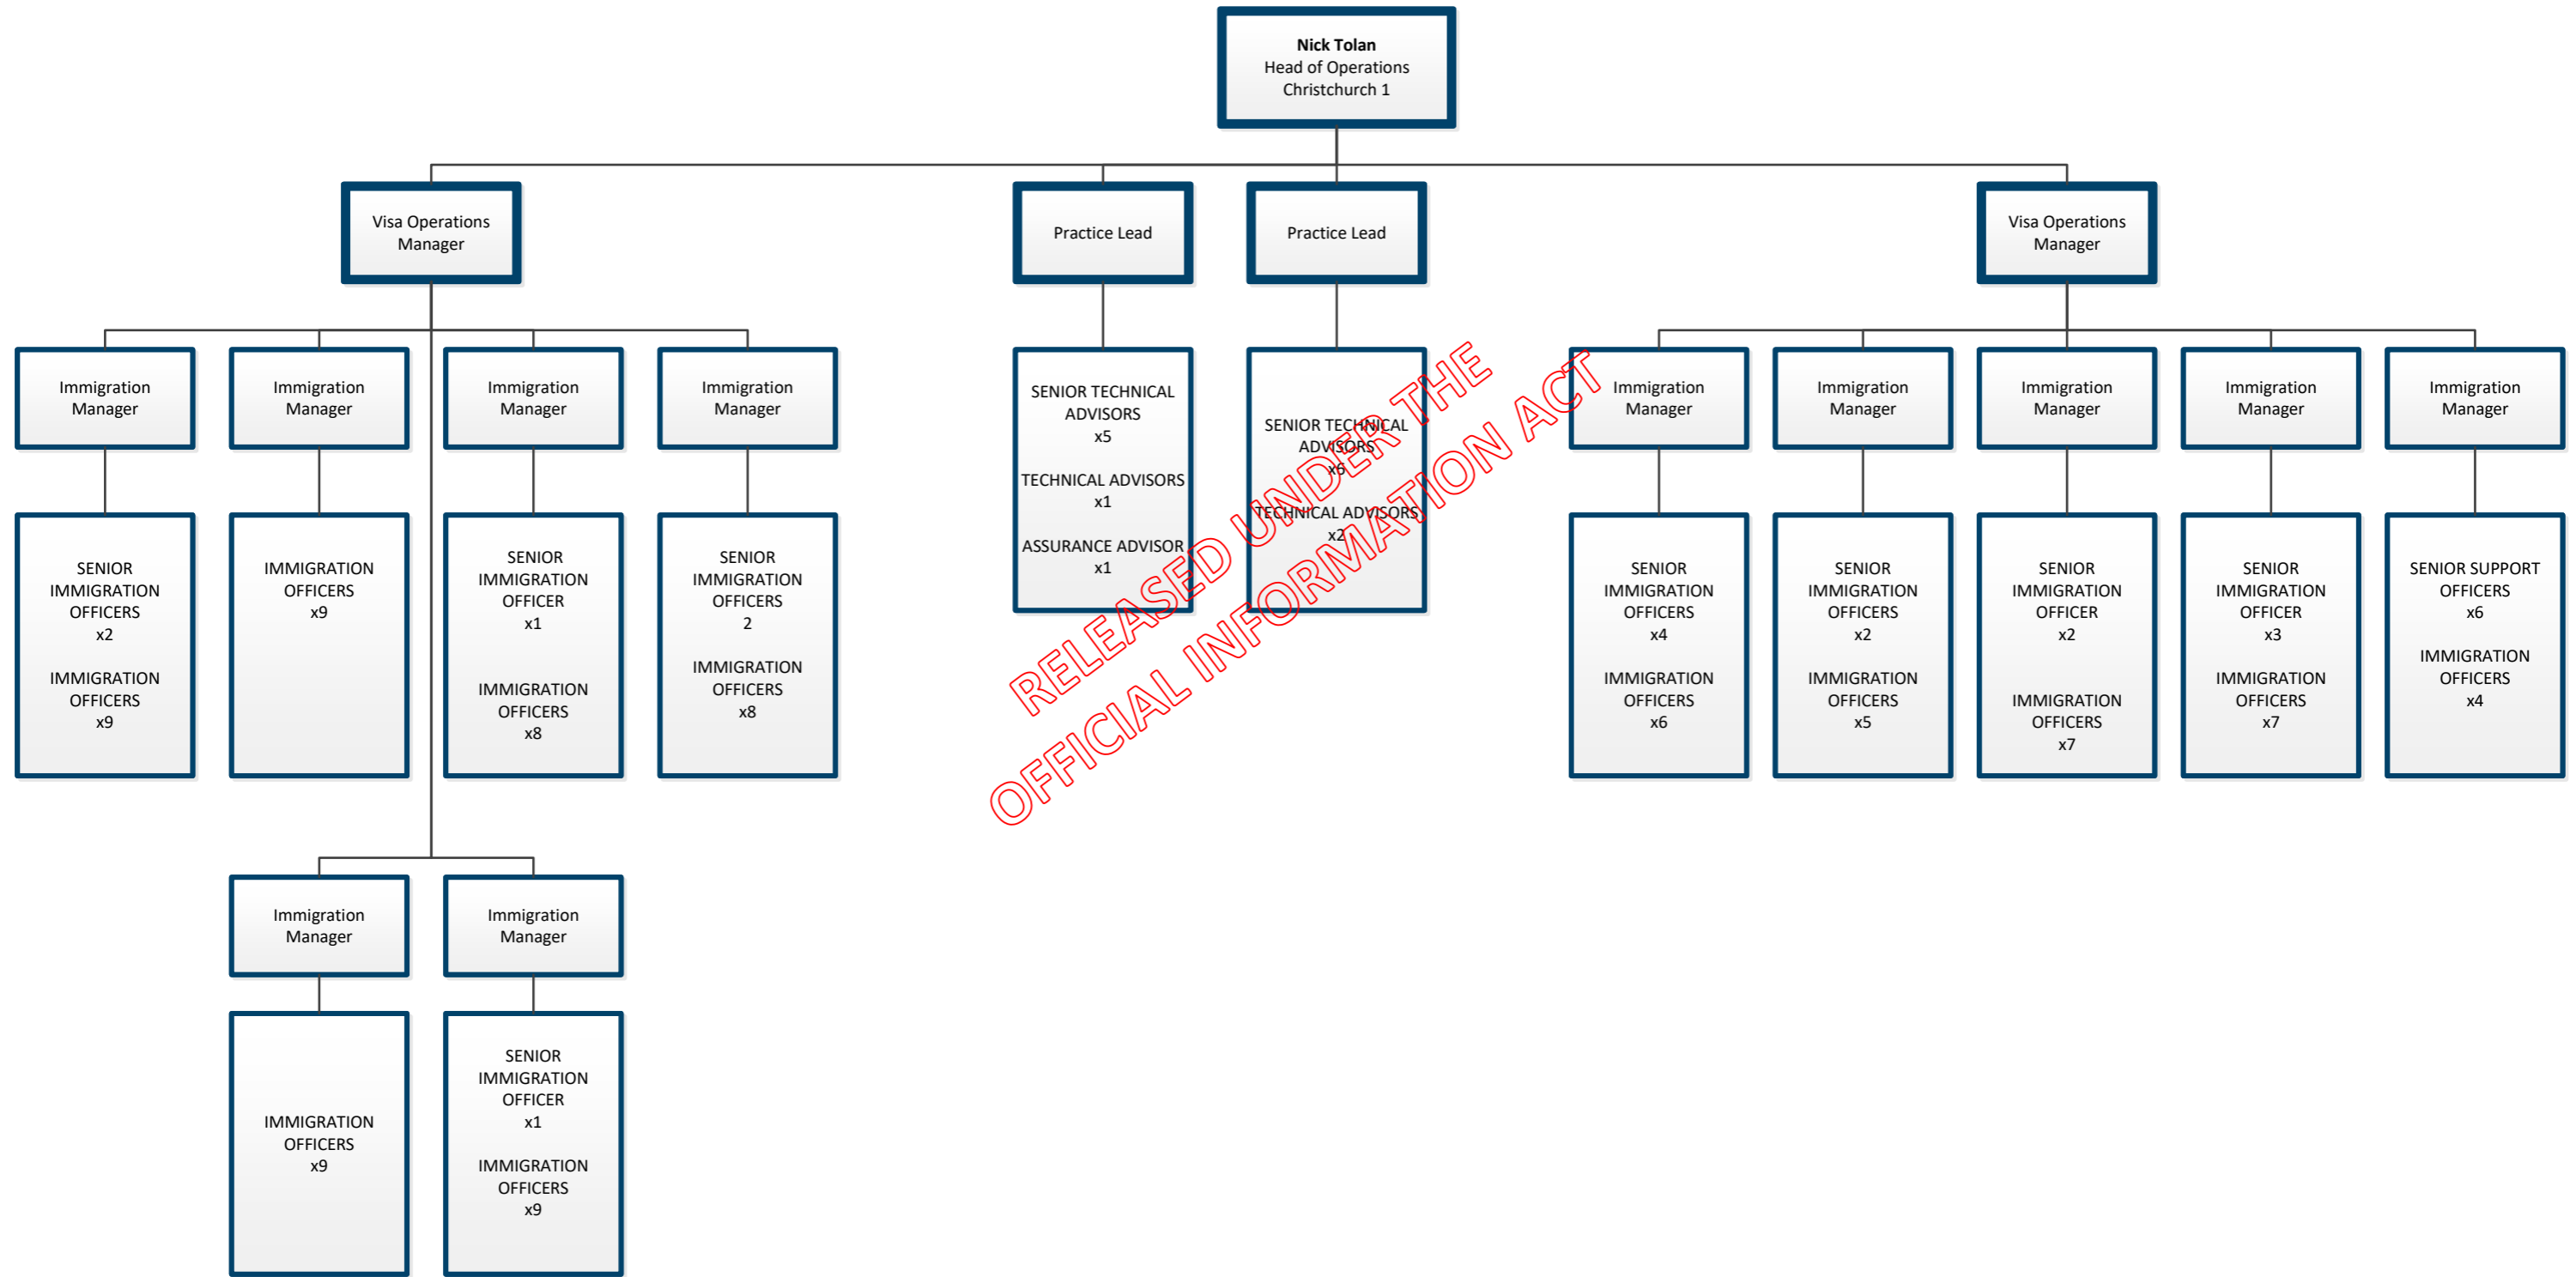 Nick Tolan
Head of Operations
Christchurch 1
Visa Operations
Manager
Practice Lead
Practice Lead
Visa Operations
Manager
Immigration
Manager
Immigration
Manager
Immigration
Manager
Immigration
Manager
SENIOR TECHNICAL
ADVISORS
x5
TECHNICAL ADVISORS
x1
ASSURANCE ADVISOR
x1
SENIOR TECHNICAL
ADVISORS
x6
TECHNICAL ADVISORS
x2
Immigration
Manager
Immigration
Manager
Immigration
Manager
Immigration
Manager
Immigration
Manager
SENIOR
IMMIGRATION
OFFICERS
x2
IMMIGRATION
OFFICERS
x9
IMMIGRATION
OFFICERS
x9
SENIOR
IMMIGRATION
OFFICER
x1
IMMIGRATION
OFFICERS
x8
SENIOR
IMMIGRATION
OFFICERS
2
IMMIGRATION
OFFICERS
x8
SENIOR
IMMIGRATION
OFFICERS
x4
IMMIGRATION
OFFICERS
x6
SENIOR
IMMIGRATION
OFFICERS
x2
IMMIGRATION
OFFICERS
x5
SENIOR
IMMIGRATION
OFFICER
x2
IMMIGRATION
OFFICERS
x7
SENIOR
IMMIGRATION
OFFICER
x3
IMMIGRATION
OFFICERS
x7
SENIOR SUPPORT
OFFICERS
x6
IMMIGRATION
OFFICERS
x4
RELEASED UNDER THE
OFFICIAL INFORMATION ACT
Immigration
Manager
Immigration
Manager
IMMIGRATION
OFFICERS
x9
SENIOR
IMMIGRATION
OFFICER
x1
IMMIGRATION
OFFICERS
x9